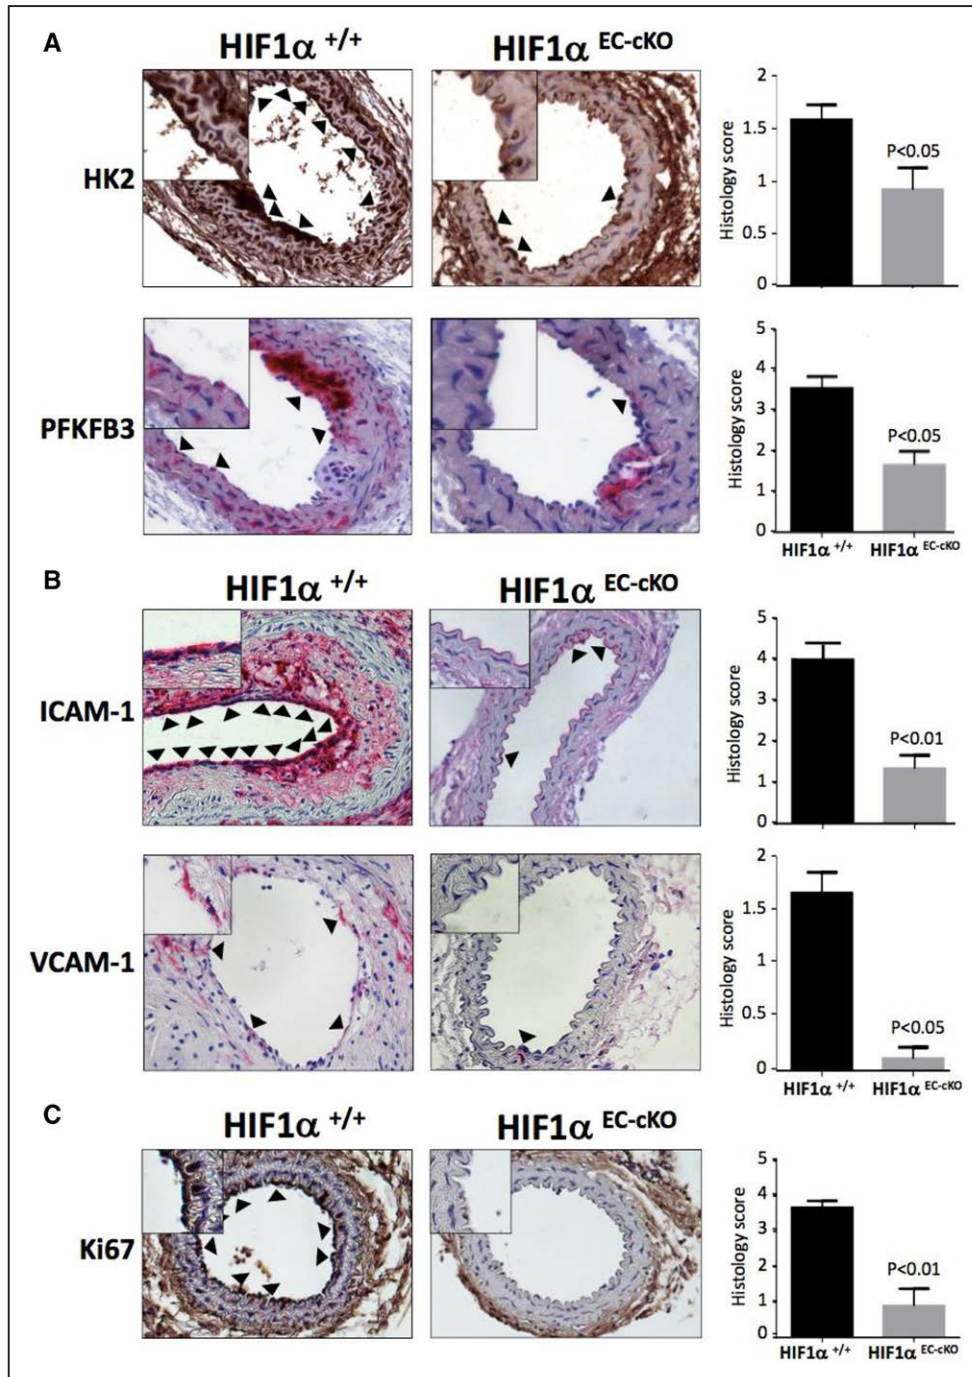 A
HIF1α +/+
HIF1α EC-cKO
HK2
Histology score
2
1.5
1
0.5
0
P<0.05
PFKFB3
Histology score
5
4
3
2
1
0
P<0.05
HIF1α +/+
HIF1α EC-cKO
B
HIF1α +/+
HIF1α EC-cKO
ICAM-1
Histology score
5
4
3
2
1
0
P<0.01
VCAM-1
Histology score
2
1.5
1
0.5
0
P<0.05
HIF1α +/+
HIF1α EC-cKO
C
HIF1α +/+
HIF1α EC-cKO
Ki67
Histology score
5
4
3
2
1
0
P<0.01
HIF1α +/+
HIF1α EC-cKO